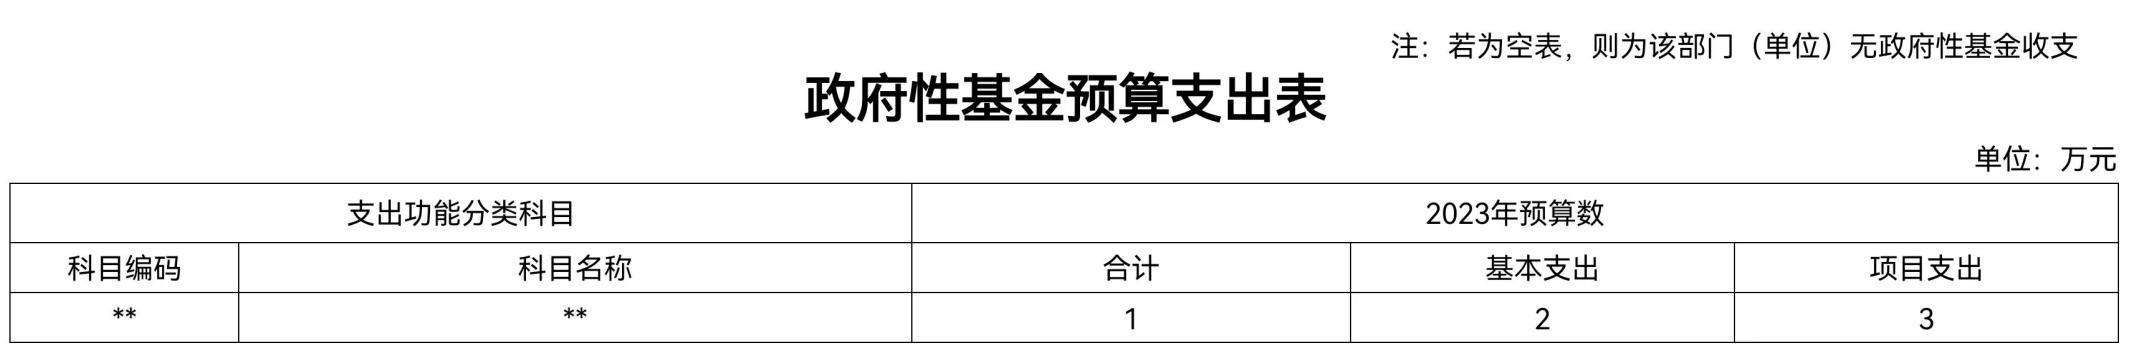 注：若为空表，则为该部门（单位）无政府性基金收支
政府性基金预算支出表
单位：万元
支出功能分类科目 2023年预算数
科目编码 科目名称 合计 基本支出 项目支出
** ** 1 2 3